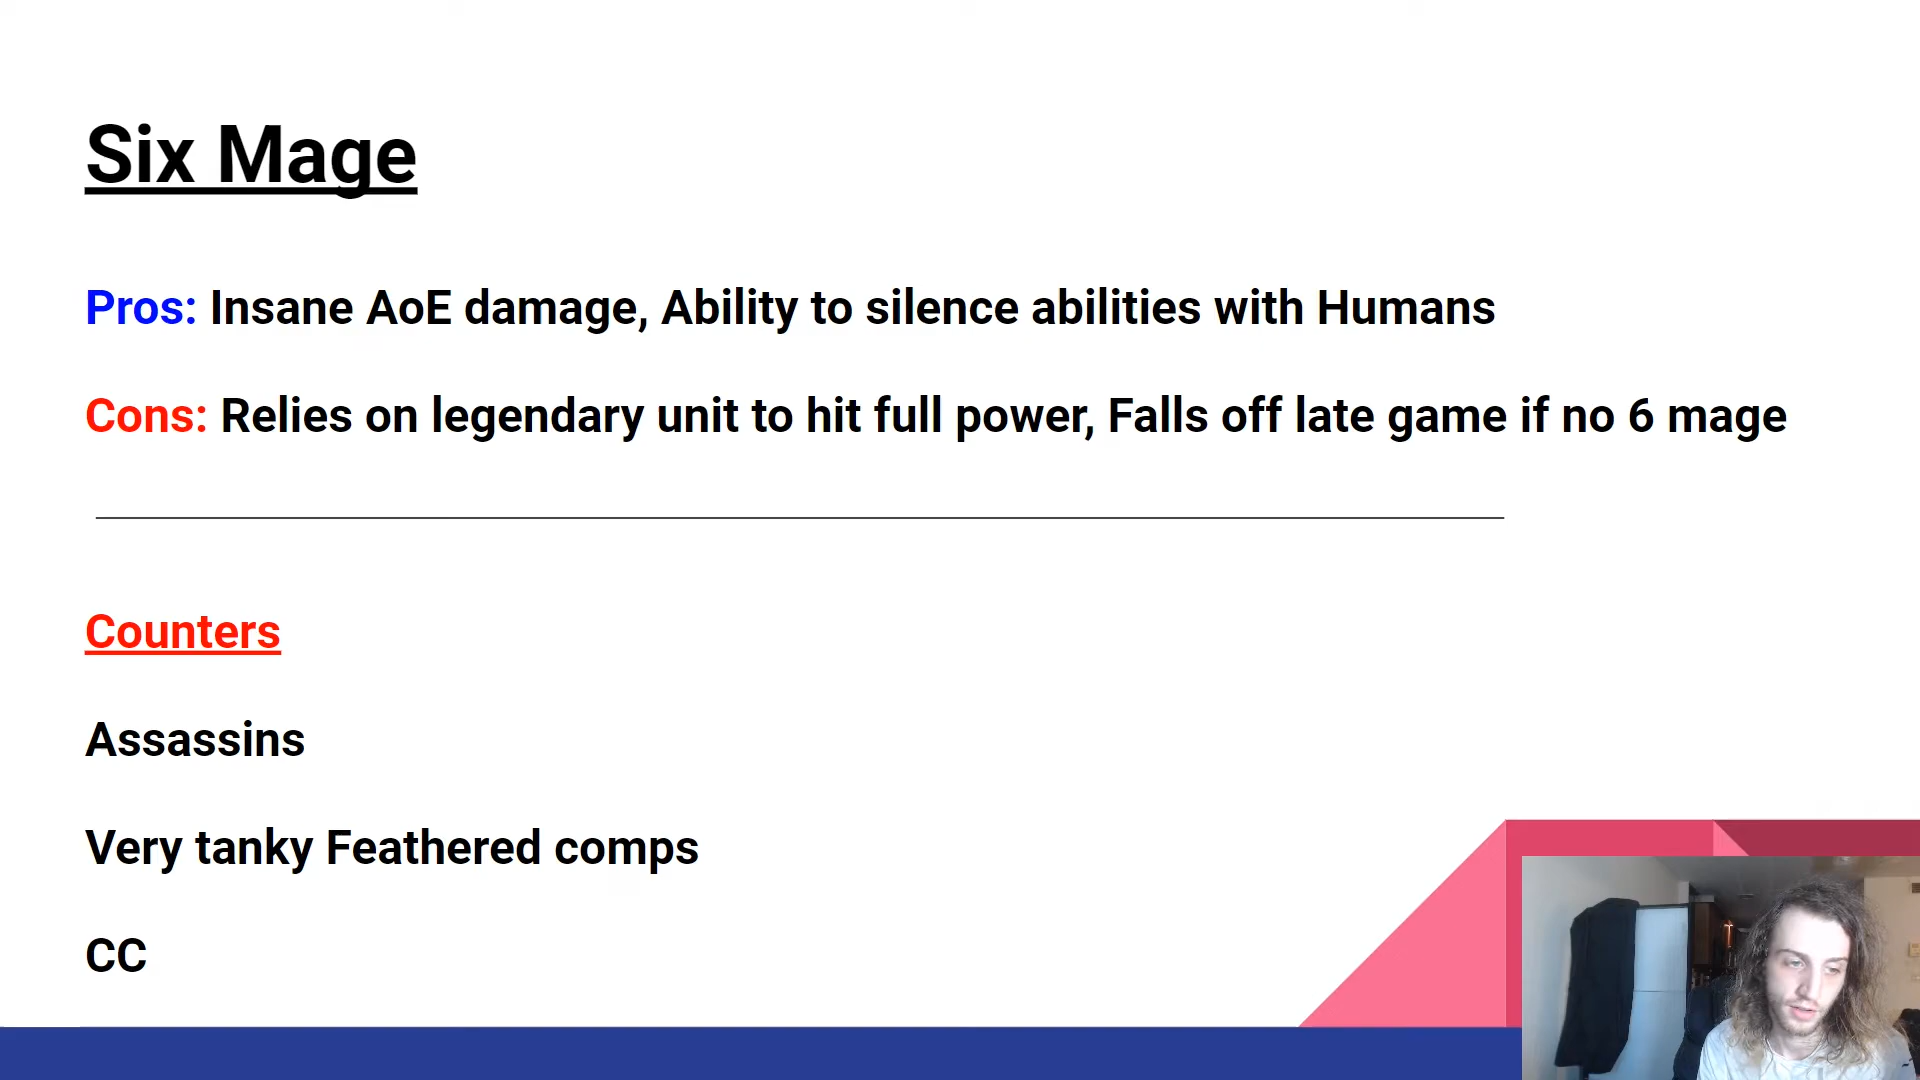 Six Mage
Pros: Insane AoE damage, Ability to silence abilities with Humans
Cons: Relies on legendary unit to hit full power, Falls off late game if no 6 mage
Counters
Assassins
Very tanky Feathered comps
CC